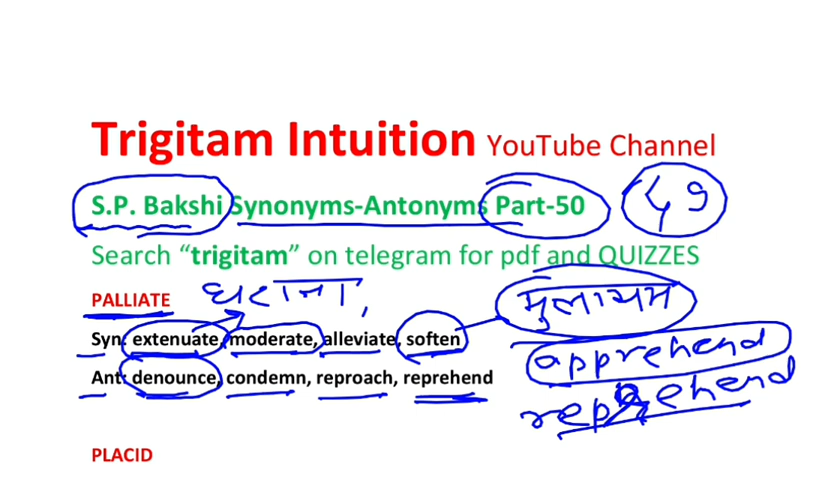 Trigitam Intuition YouTube Channel
S.P. Bakshi Synonyms-Antonyms Part-50
49
Search “trigitam” on telegram for pdf and QUIZZES
PALLIATE घटाना,
मुलायम
Syn. extenuate, moderate, alleviate, soften
apprehend
Ant. denounce, condemn, reproach, reprehend
reprehend
PLACID